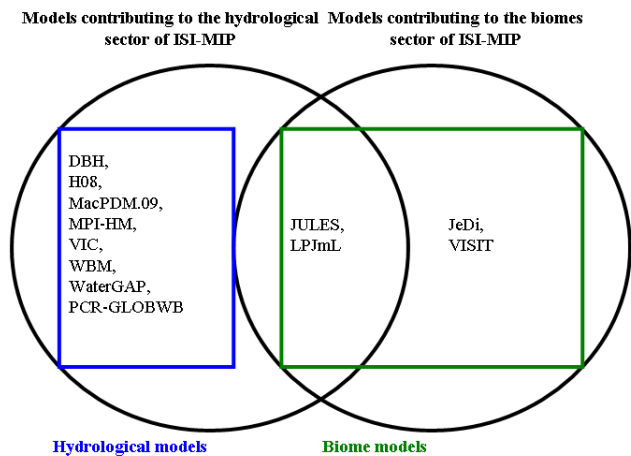 Models contributing to the hydrological
sector of ISI-MIP
Models contributing to the biomes
sector of ISI-MIP
DBH,
H08,
MacPDM.09,
MPI-HM,
VIC,
WBM,
WaterGAP,
PCR-GLOBWB
JULES,
LPJmL
JeDi,
VISIT
Hydrological models
Biome models